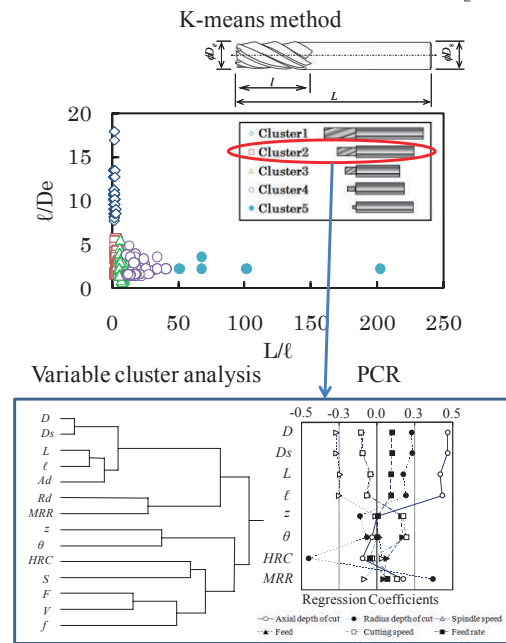 K-means method
ϕDe
ϕDs
l
L
20
15
10
5
0
ℓ/De
Cluster1
Cluster2
Cluster3
Cluster4
Cluster5
0 50 100 150 200 250
L/ℓ
Variable cluster analysis PCR
D
Ds
L
ℓ
Ad
Rd
MRR
z
θ
HRC
S
F
V
f
-0.5 -0.3 0.0 0.3 0.5
D
Ds
L
ℓ
z
θ
HRC
MRR
Regression Coefficients
Axial depth of cut Radius depth of cut Spindle speed
Feed Cutting speed Feed rate